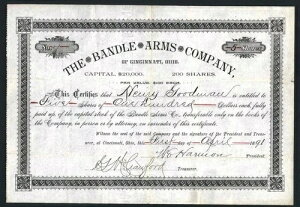 THE BANDLE ARMS COMPANY,
OF CINCINNATI, OHIO.
CAPITAL, $20,000. 200 SHARES.
This Certifies that Henry Goodman is entitled to
Five Shares of One Hundred Dollars each fully
paid up, of the capital stock of the Bandle Arms Co., transferable only on the books of
the Company, in person or by attorney, on surrender of this certificate.
Witness the seal of the said company and the signature of the President and Treas-
urer, at Cincinnati, Ohio, this First day of April 1891
President
Treasurer.